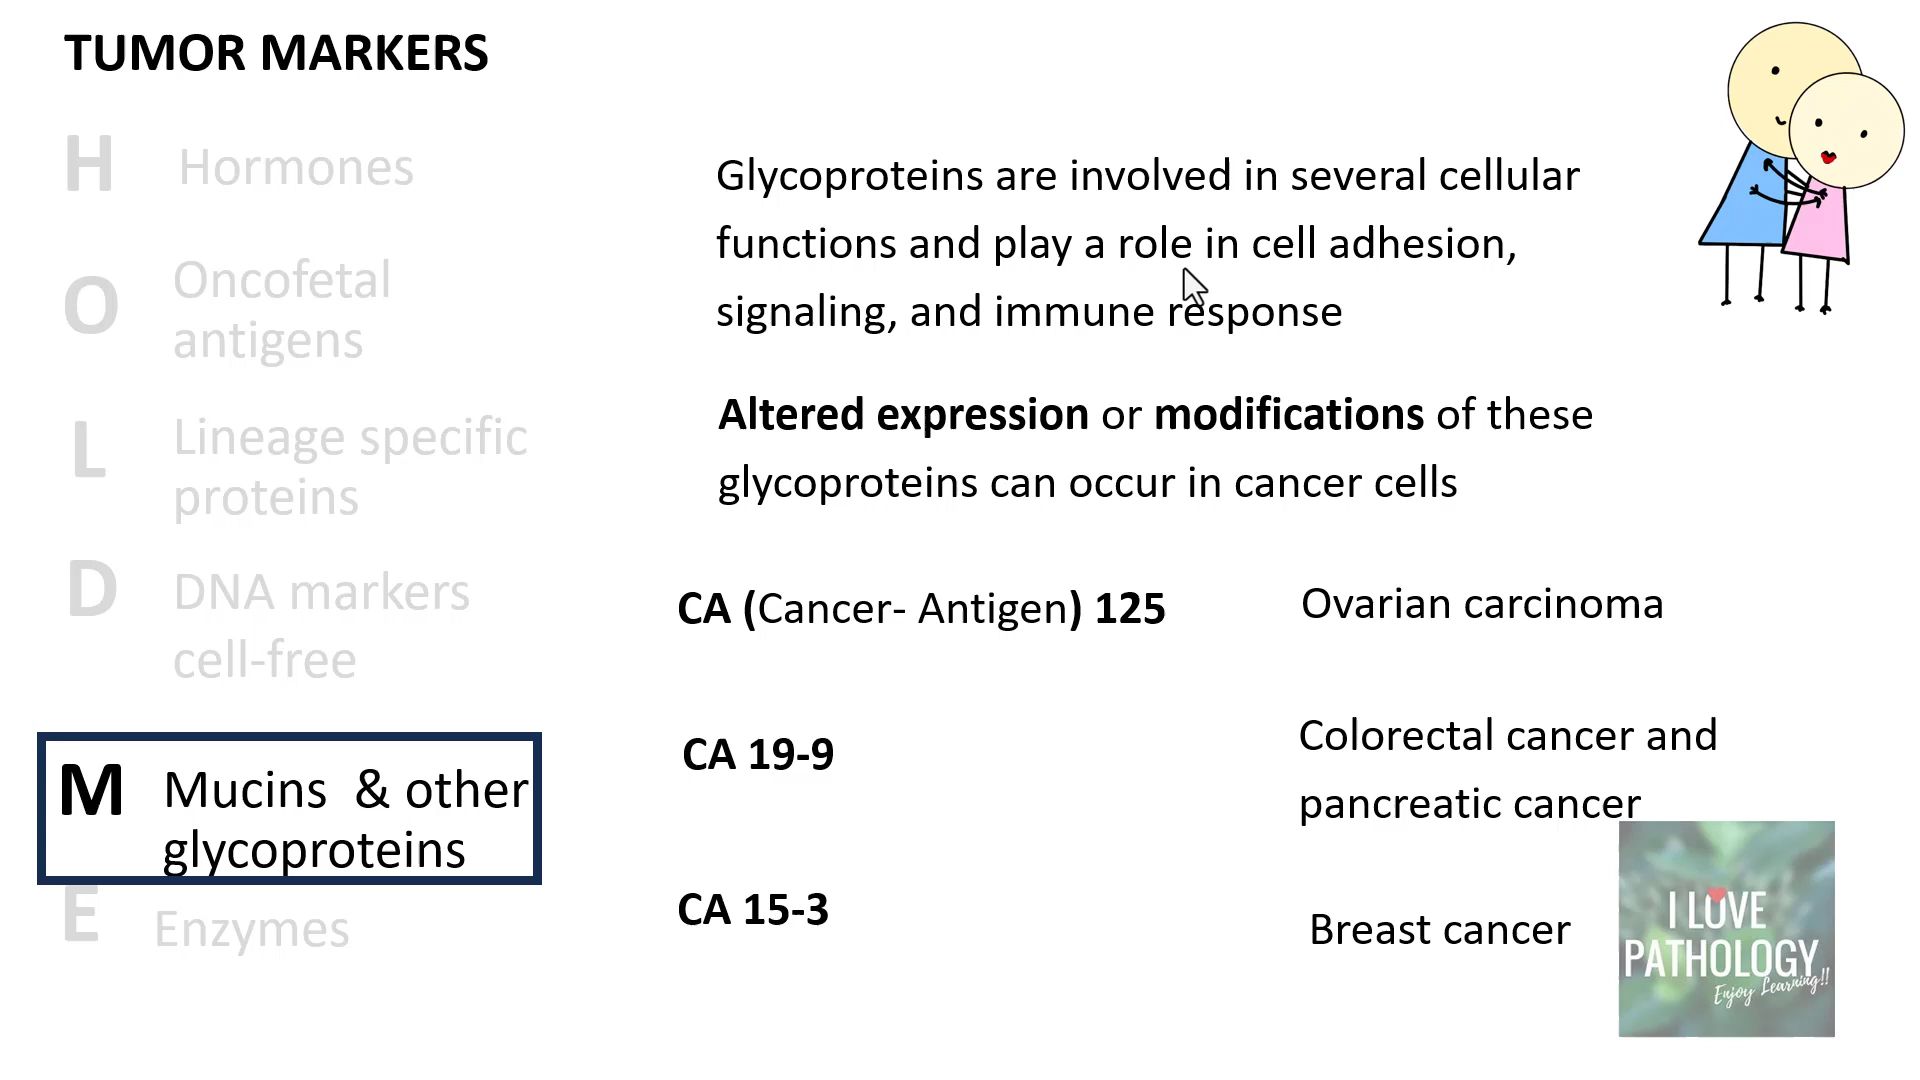 TUMOR MARKERS
H Hormones
O Oncofetal
antigens
L Lineage specific
proteins
D DNA markers
cell-free
M Mucins & other
glycoproteins
E Enzymes
Glycoproteins are involved in several cellular
functions and play a role in cell adhesion,
signaling, and immune response
Altered expression or modifications of these
glycoproteins can occur in cancer cells
CA (Cancer- Antigen) 125 Ovarian carcinoma
CA 19-9 Colorectal cancer and
pancreatic cancer
CA 15-3 Breast cancer
I LOVE
PATHOLOGY
Enjoy Learning!!